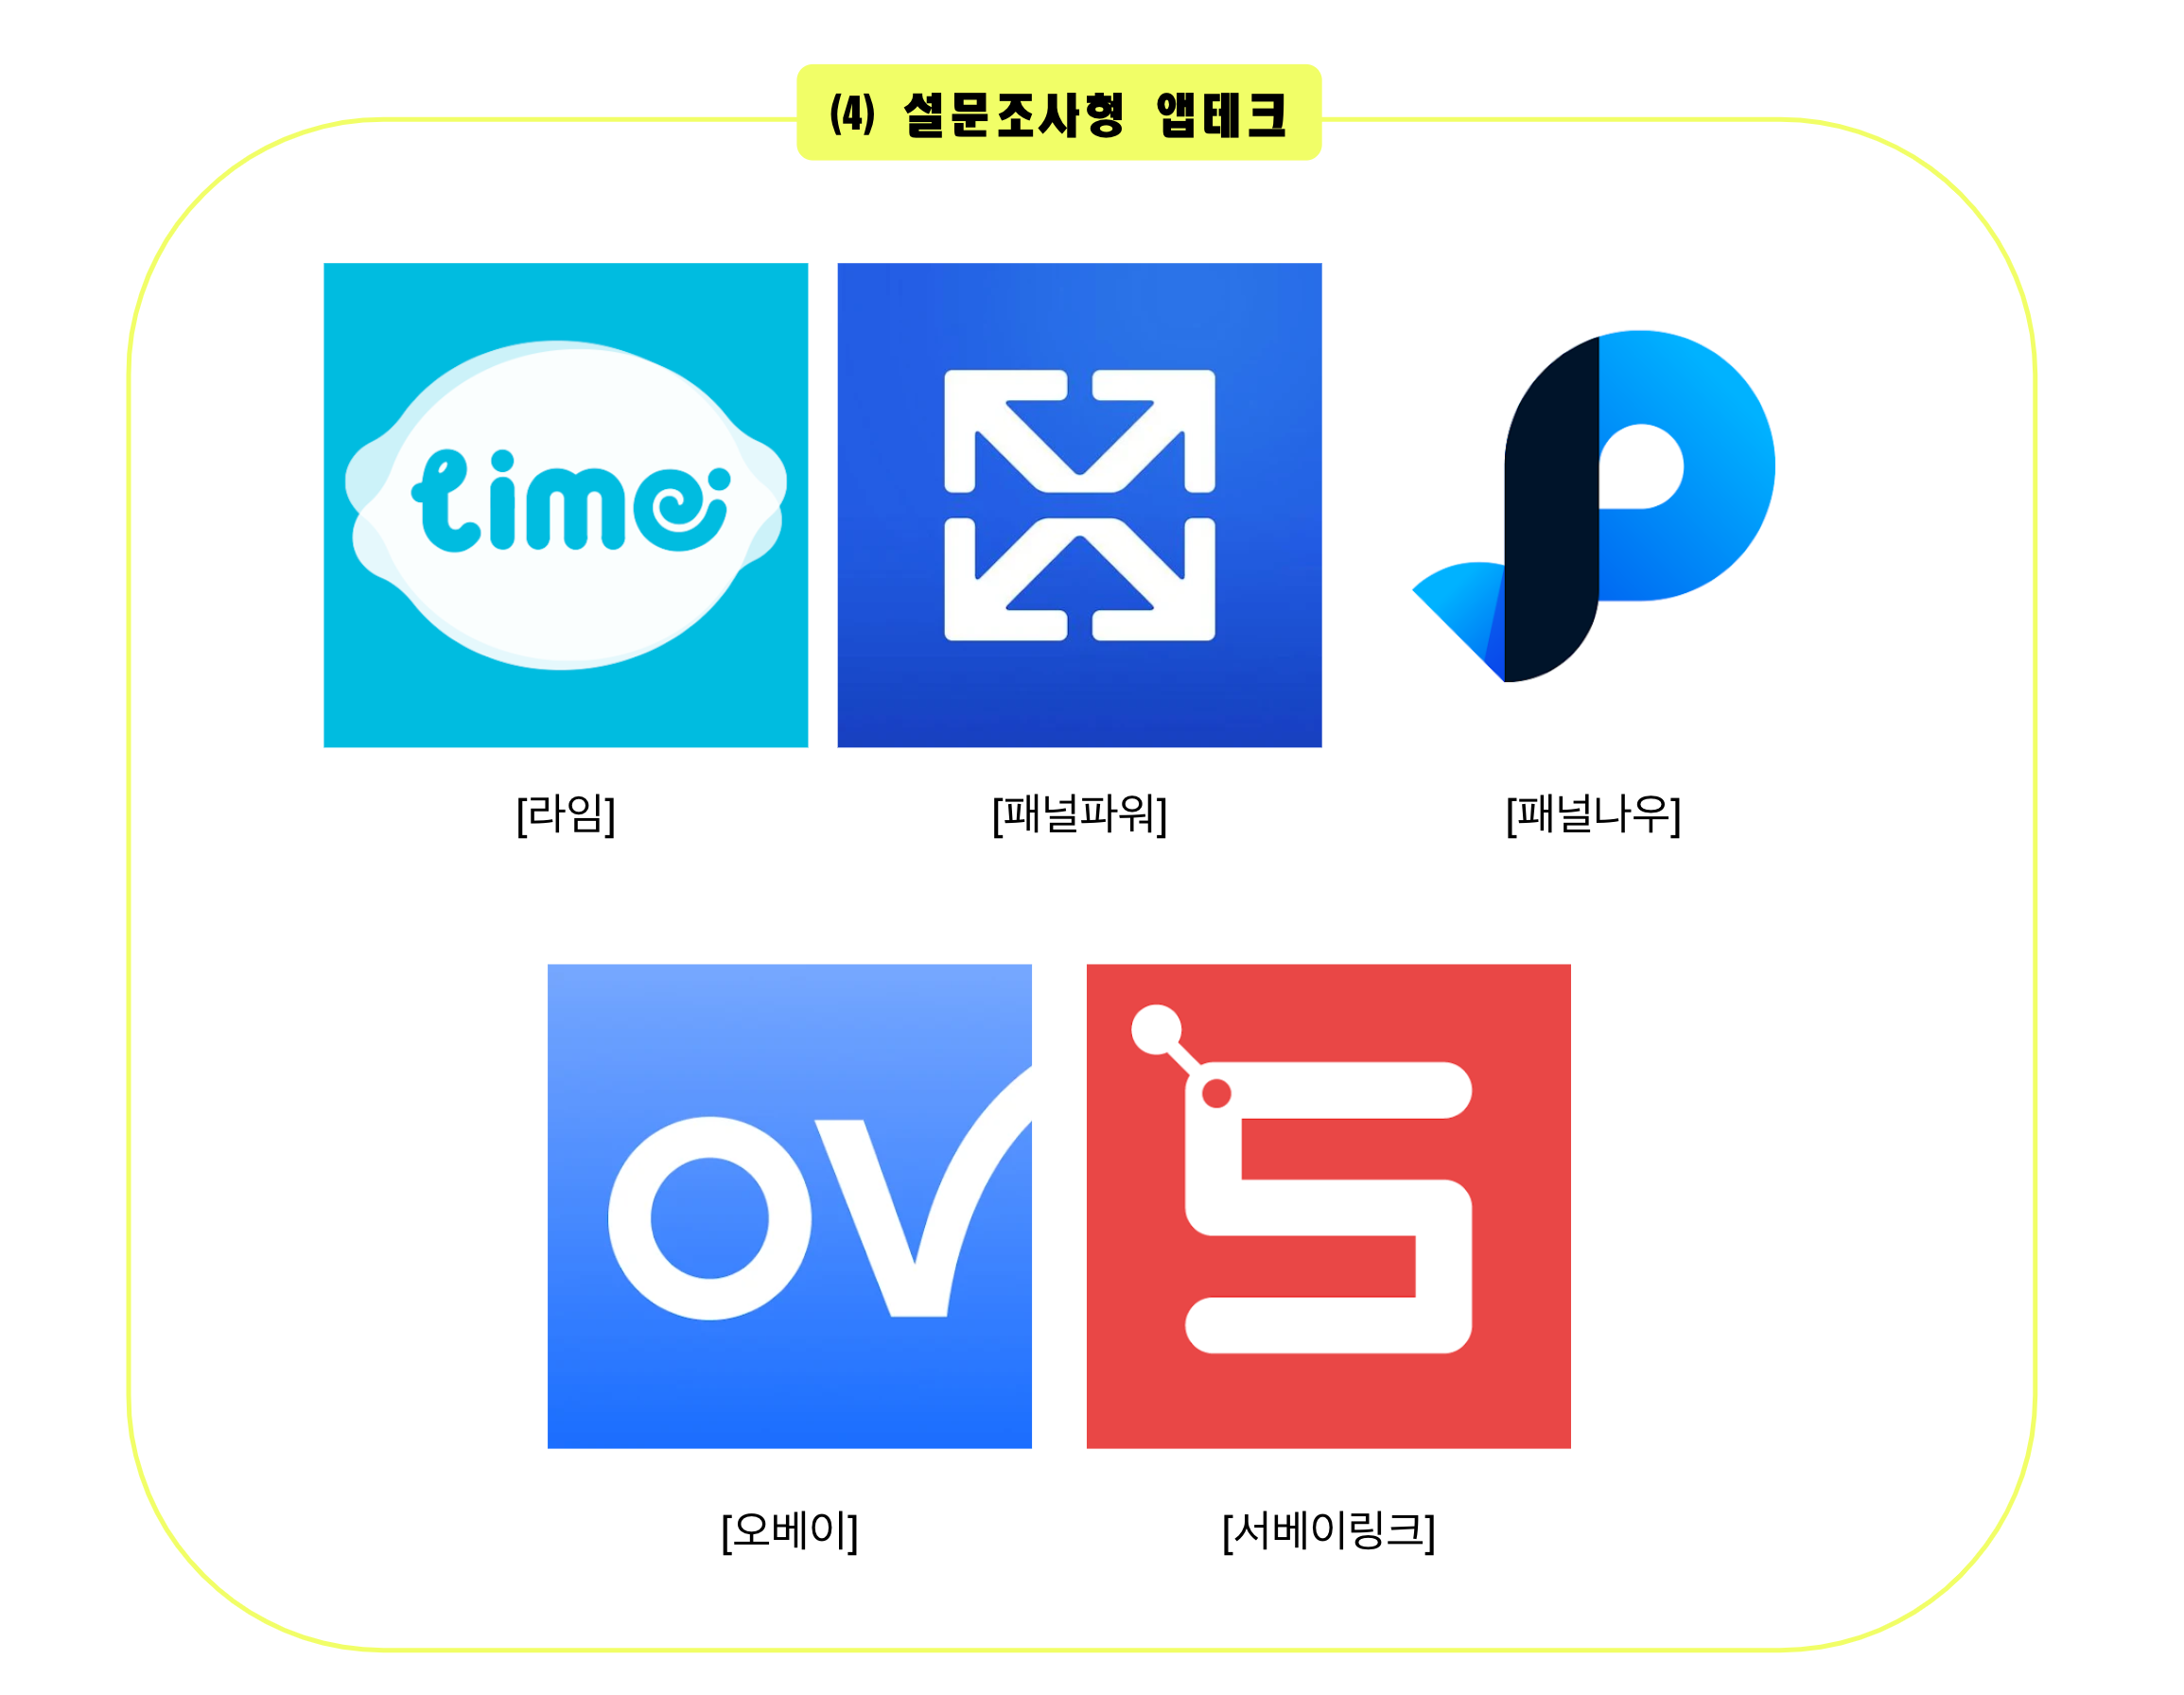 (4) 설문조사형 앱테크
lime
[라임]
[패널파워]
[패널나우]
OV
[오베이]
[서베이링크]